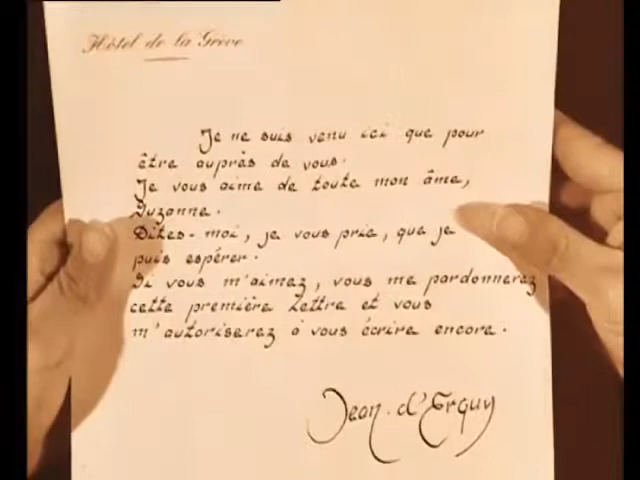 Hôtel de la Grève
Je ne suis venu ici que pour
être auprès de vous.
Je vous aime de toute mon âme,
Suzanne.
Dites-moi, je vous prie, que je
puis espérer.
Si vous m'aimez, vous me pardonnerez
cette première lettre et vous
m'autoriserez à vous écrire encore.
Jean d'Erquy